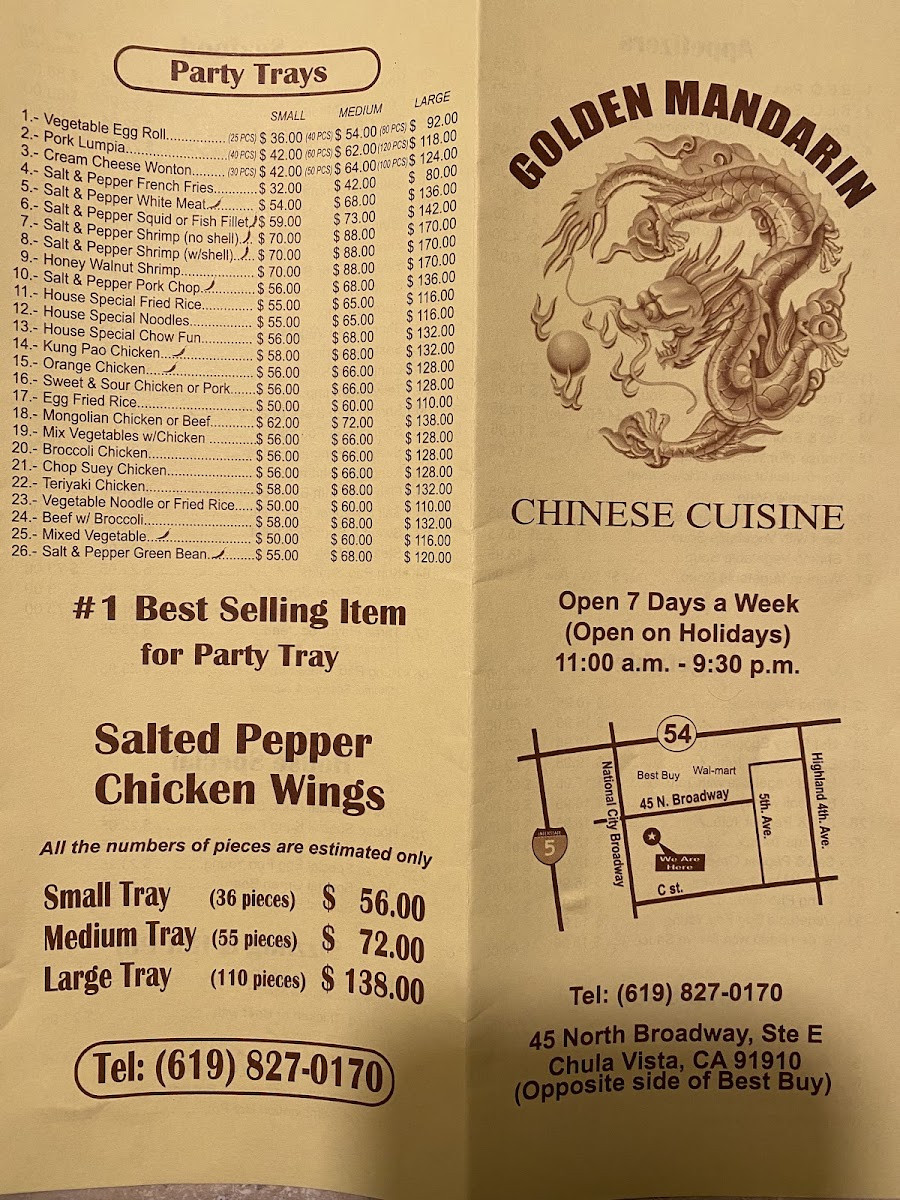 Party Trays
SMALL MEDIUM LARGE
1.- Vegetable Egg Roll.............. (25 PCS) $ 36.00 (40 PCS) $ 54.00 (80 PCS) $ 92.00
2.- Pork Lumpia.......................... (40 PCS) $ 42.00 (60 PCS) $ 62.00 (120 PCS) $ 118.00
3.- Cream Cheese Wonton........ (30 PCS) $ 42.00 (50 PCS) $ 64.00 (100 PCS) $ 124.00
4.- Salt & Pepper French Fries.......... $ 32.00 $ 42.00 $ 80.00
5.- Salt & Pepper White Meat.......... $ 54.00 $ 68.00 $ 136.00
6.- Salt & Pepper Squid or Fish Fillet. $ 59.00 $ 73.00 $ 142.00
7.- Salt & Pepper Shrimp (no shell)... $ 70.00 $ 88.00 $ 170.00
8.- Salt & Pepper Shrimp (w/shell)..... $ 70.00 $ 88.00 $ 170.00
9.- Honey Walnut Shrimp................... $ 70.00 $ 88.00 $ 170.00
10.- Salt & Pepper Pork Chop............ $ 56.00 $ 68.00 $ 136.00
11.- House Special Fried Rice............. $ 55.00 $ 65.00 $ 116.00
12.- House Special Noodles................ $ 55.00 $ 65.00 $ 116.00
13.- House Special Chow Fun............. $ 56.00 $ 68.00 $ 132.00
14.- Kung Pao Chicken...................... $ 58.00 $ 68.00 $ 132.00
15.- Orange Chicken.......................... $ 56.00 $ 66.00 $ 128.00
16.- Sweet & Sour Chicken or Pork...... $ 56.00 $ 66.00 $ 128.00
17.- Egg Fried Rice............................. $ 50.00 $ 60.00 $ 110.00
18.- Mongolian Chicken or Beef........... $ 62.00 $ 72.00 $ 138.00
19.- Mix Vegetables w/Chicken ............ $ 56.00 $ 66.00 $ 128.00
20.- Broccoli Chicken........................... $ 56.00 $ 66.00 $ 128.00
21.- Chop Suey Chicken...................... $ 56.00 $ 66.00 $ 128.00
22.- Teriyaki Chicken............................ $ 58.00 $ 68.00 $ 132.00
23.- Vegetable Noodle or Fried Rice..... $ 50.00 $ 60.00 $ 110.00
24.- Beef w/ Broccoli............................ $ 58.00 $ 68.00 $ 132.00
25.- Mixed Vegetable........................... $ 50.00 $ 60.00 $ 116.00
26.- Salt & Pepper Green Bean............ $ 55.00 $ 68.00 $ 120.00
#1 Best Selling Item
for Party Tray
Salted Pepper
Chicken Wings
All the numbers of pieces are estimated only
Small Tray (36 pieces) $ 56.00
Medium Tray (55 pieces) $ 72.00
Large Tray (110 pieces) $ 138.00
Tel: (619) 827-0170
GOLDEN MANDARIN
CHINESE CUISINE
Open 7 Days a Week
(Open on Holidays)
11:00 a.m. - 9:30 p.m.
54
Best Buy Wal-mart
45 N. Broadway
National City Broadway
5th. Ave.
Highland 4th. Ave.
5
We Are
Here
C st.
Tel: (619) 827-0170
45 North Broadway, Ste E
Chula Vista, CA 91910
(Opposite side of Best Buy)